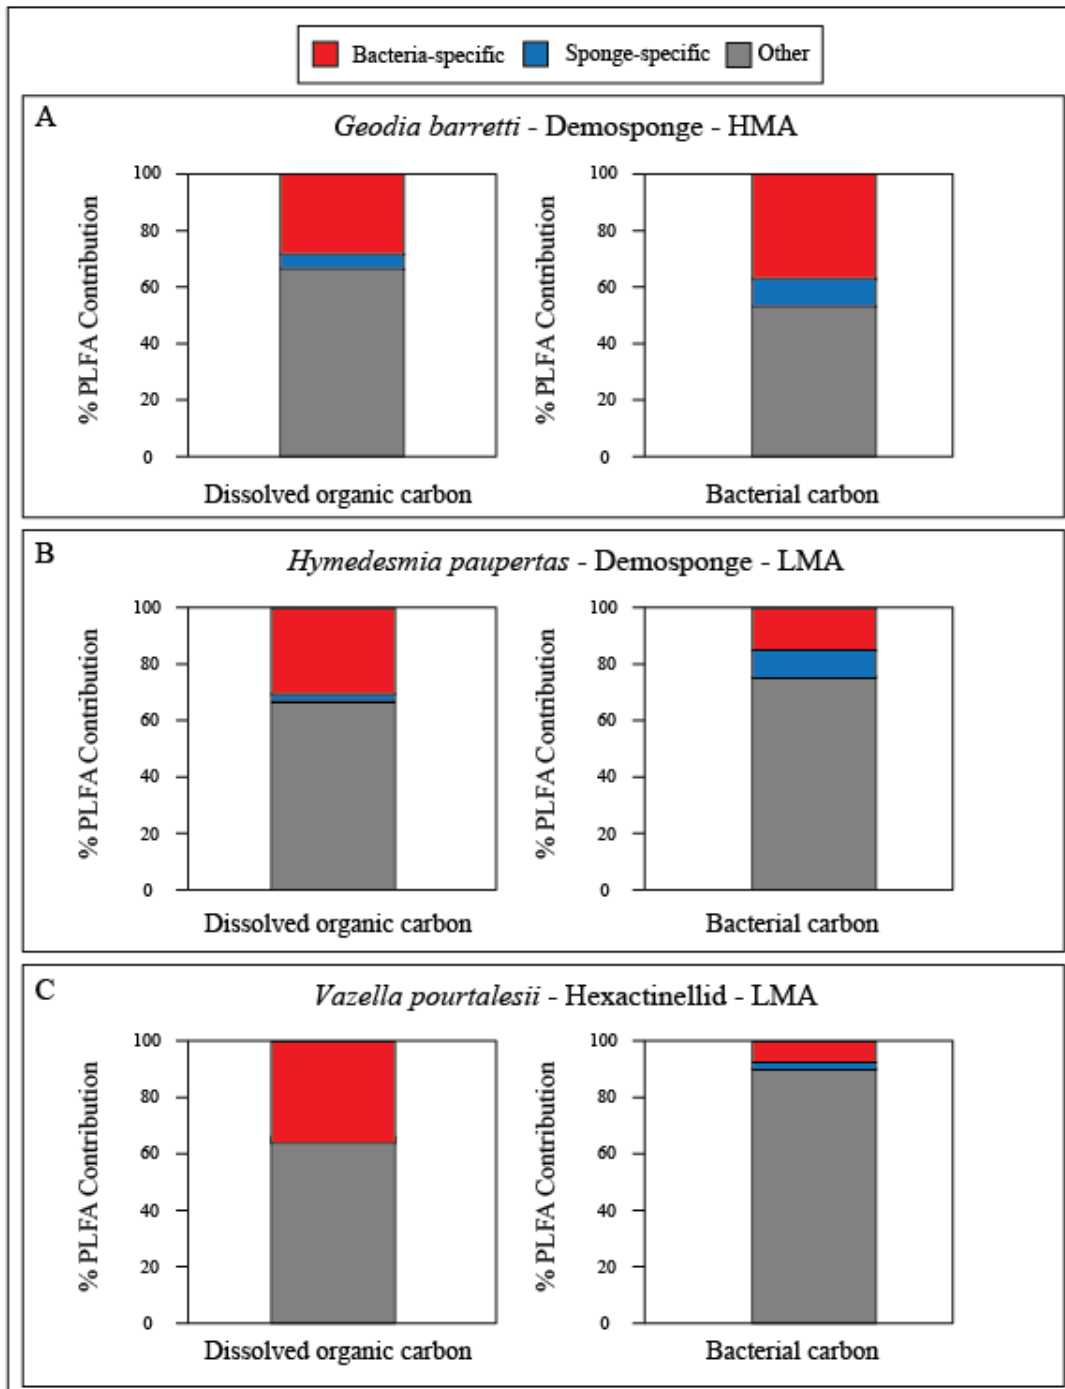 Bacteria-specific Sponge-specific Other
A
Geodia barretti - Demosponge - HMA
% PLFA Contribution
100
80
60
40
20
0
Dissolved organic carbon
% PLFA Contribution
100
80
60
40
20
0
Bacterial carbon
B
Hymedesmia paupertas - Demosponge - LMA
% PLFA Contribution
100
80
60
40
20
0
Dissolved organic carbon
% PLFA Contribution
100
80
60
40
20
0
Bacterial carbon
C
Vazella pourtalesii - Hexactinellid - LMA
% PLFA Contribution
100
80
60
40
20
0
Dissolved organic carbon
% PLFA Contribution
100
80
60
40
20
0
Bacterial carbon